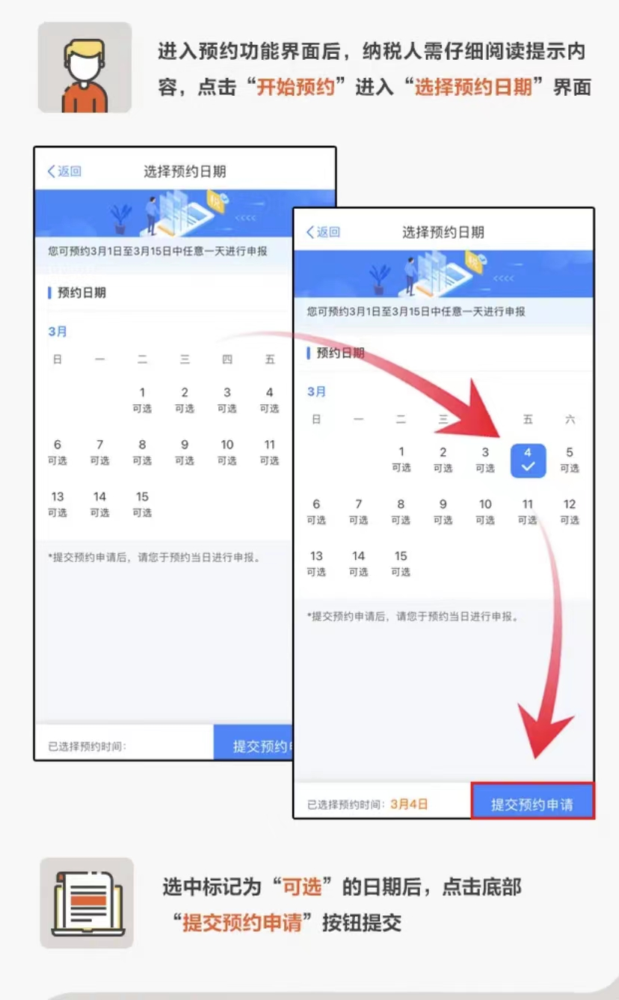 进入预约功能界面后，纳税人需仔细阅读提示内
容，点击“开始预约”进入“选择预约日期”界面
返回
选择预约日期
税
您可预约3月1日至3月15日中任意一天进行申报
预约日期
3月
日 一 二 三 四 五
1 2 3 4
可选 可选 可选 可选
6 7 8 9 10 11
可选 可选 可选 可选 可选 可选
13 14 15
可选 可选 可选
*提交预约申请后，请您于预约当日进行申报。
已选择预约时间：
提交预约
返回
选择预约日期
税
您可预约3月1日至3月15日中任意一天进行申报
预约日期
3月
日 一 二 三 五 六
1 2 3 4 5
可选 可选 可选 可选
6 7 8 9 10 11 12
可选 可选 可选 可选 可选 可选 可选
13 14 15
可选 可选 可选
*提交预约申请后，请您于预约当日进行申报。
已选择预约时间：3月4日
提交预约申请
选中标记为“可选”的日期后，点击底部
“提交预约申请”按钮提交